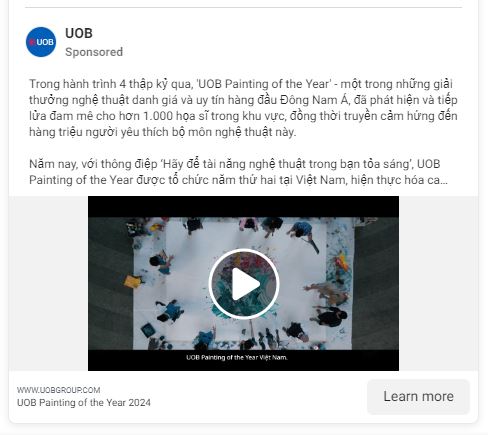 UOB
UOB
Sponsored
Trong hành trình 4 thập kỷ qua, 'UOB Painting of the Year' - một trong những giải
thưởng nghệ thuật danh giá và uy tín hàng đầu Đông Nam Á, đã phát hiện và tiếp
lửa đam mê cho hơn 1.000 họa sĩ trong khu vực, đồng thời truyền cảm hứng đến
hàng triệu người yêu thích bộ môn nghệ thuật này.
Năm nay, với thông điệp ‘Hãy để tài năng nghệ thuật trong bạn tỏa sáng’, UOB
Painting of the Year được tổ chức năm thứ hai tại Việt Nam, hiện thực hóa ca...
UOB Painting of the Year Việt Nam.
WWW.UOBGROUP.COM
UOB Painting of the Year 2024
Learn more